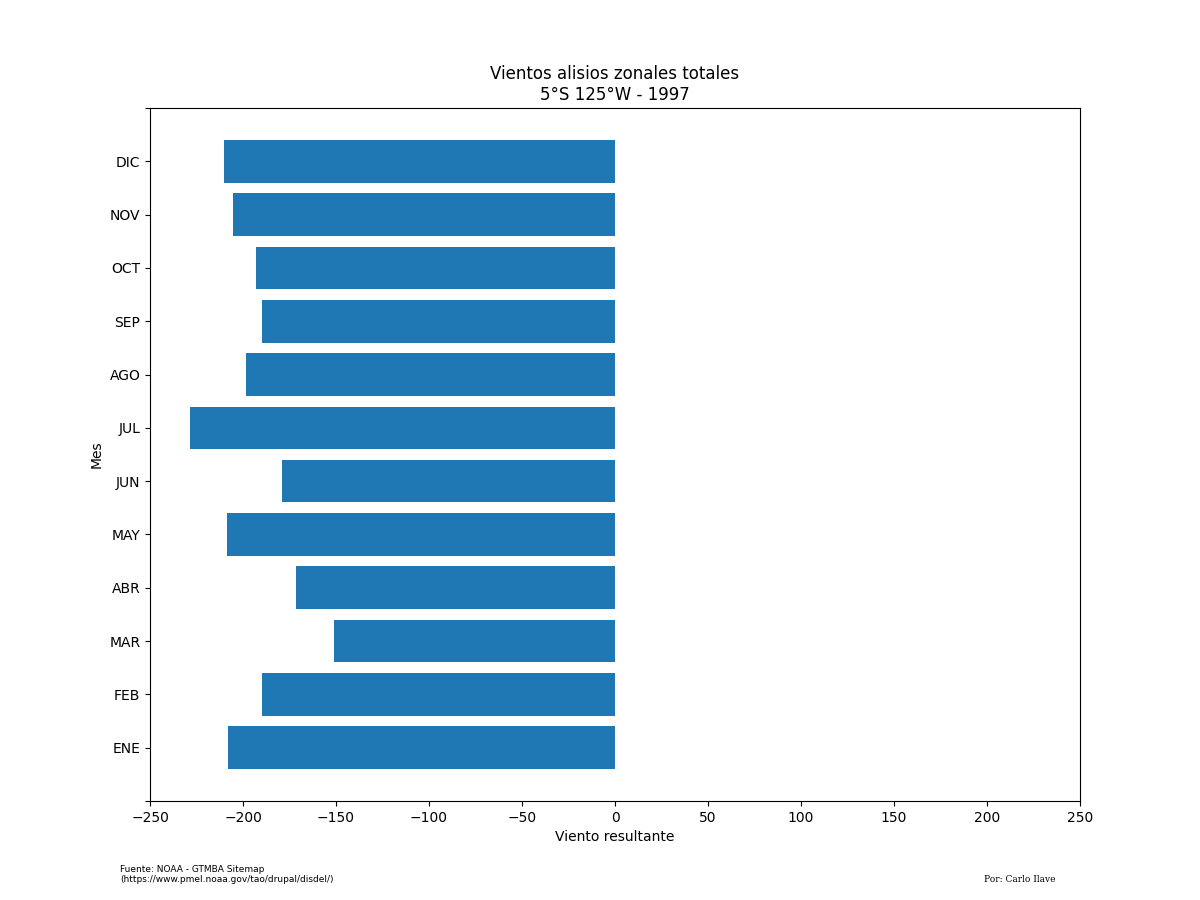 Vientos alisios zonales totales
5°S 125°W - 1997
DIC
NOV
OCT
SEP
AGO
JUL
JUN
MAY
ABR
MAR
FEB
ENE
Mes
−250 −200 −150 −100 −50 0 50 100 150 200 250
Viento resultante
Fuente: NOAA - GTMBA Sitemap
(https://www.pmel.noaa.gov/tao/drupal/disdel/)
Por: Carlo Ilave